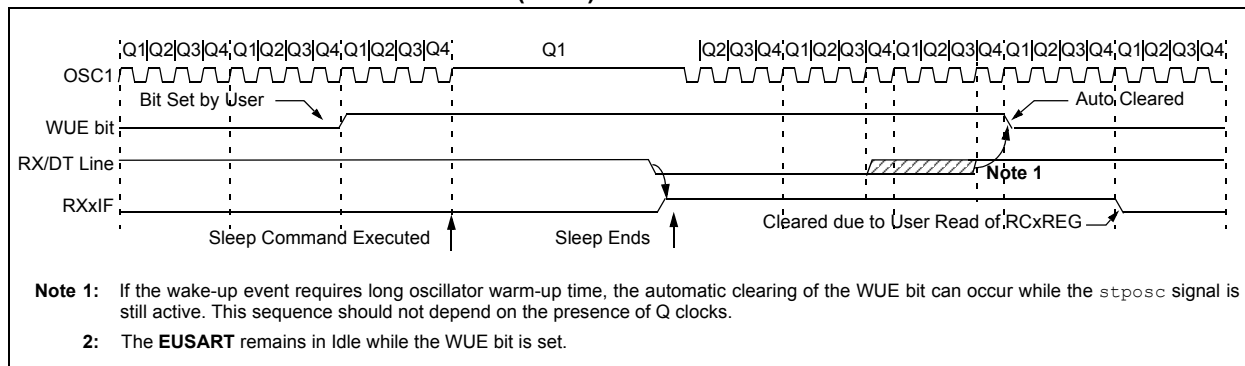 Q1|Q2|Q3|Q4 Q1|Q2|Q3|Q4 Q1|Q2|Q3|Q4 Q1 Q2|Q3|Q4 Q1|Q2|Q3 Q4 Q1|Q2|Q3 Q4 Q1|Q2|Q3|Q4 Q1|Q2|Q3|Q4
OSC1
Bit Set by User Auto Cleared
WUE bit
RX/DT Line
Note 1
RXxIF
Cleared due to User Read of RCxREG
Sleep Command Executed Sleep Ends
Note 1: If the wake-up event requires long oscillator warm-up time, the automatic clearing of the WUE bit can occur while the stposc signal is
still active. This sequence should not depend on the presence of Q clocks.
2: The EUSART remains in Idle while the WUE bit is set.